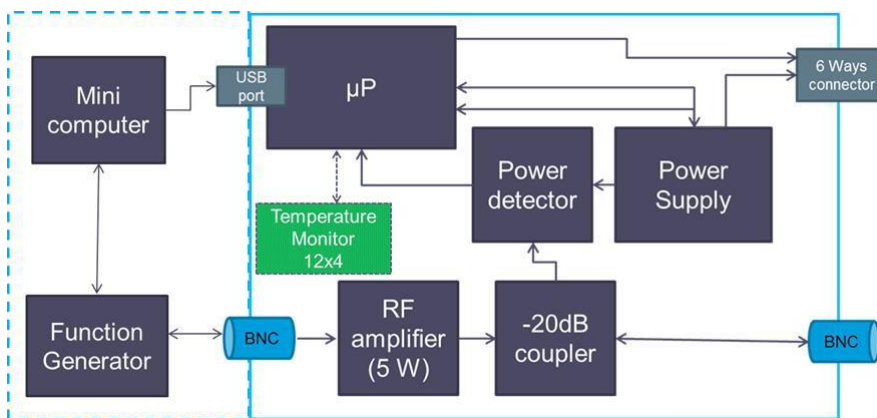 Mini
computer
USB
port
µP
6 Ways
connector
Power
detector
Power
Supply
Temperature
Monitor
12x4
Function
Generator
BNC
RF
amplifier
(5 W)
-20dB
coupler
BNC